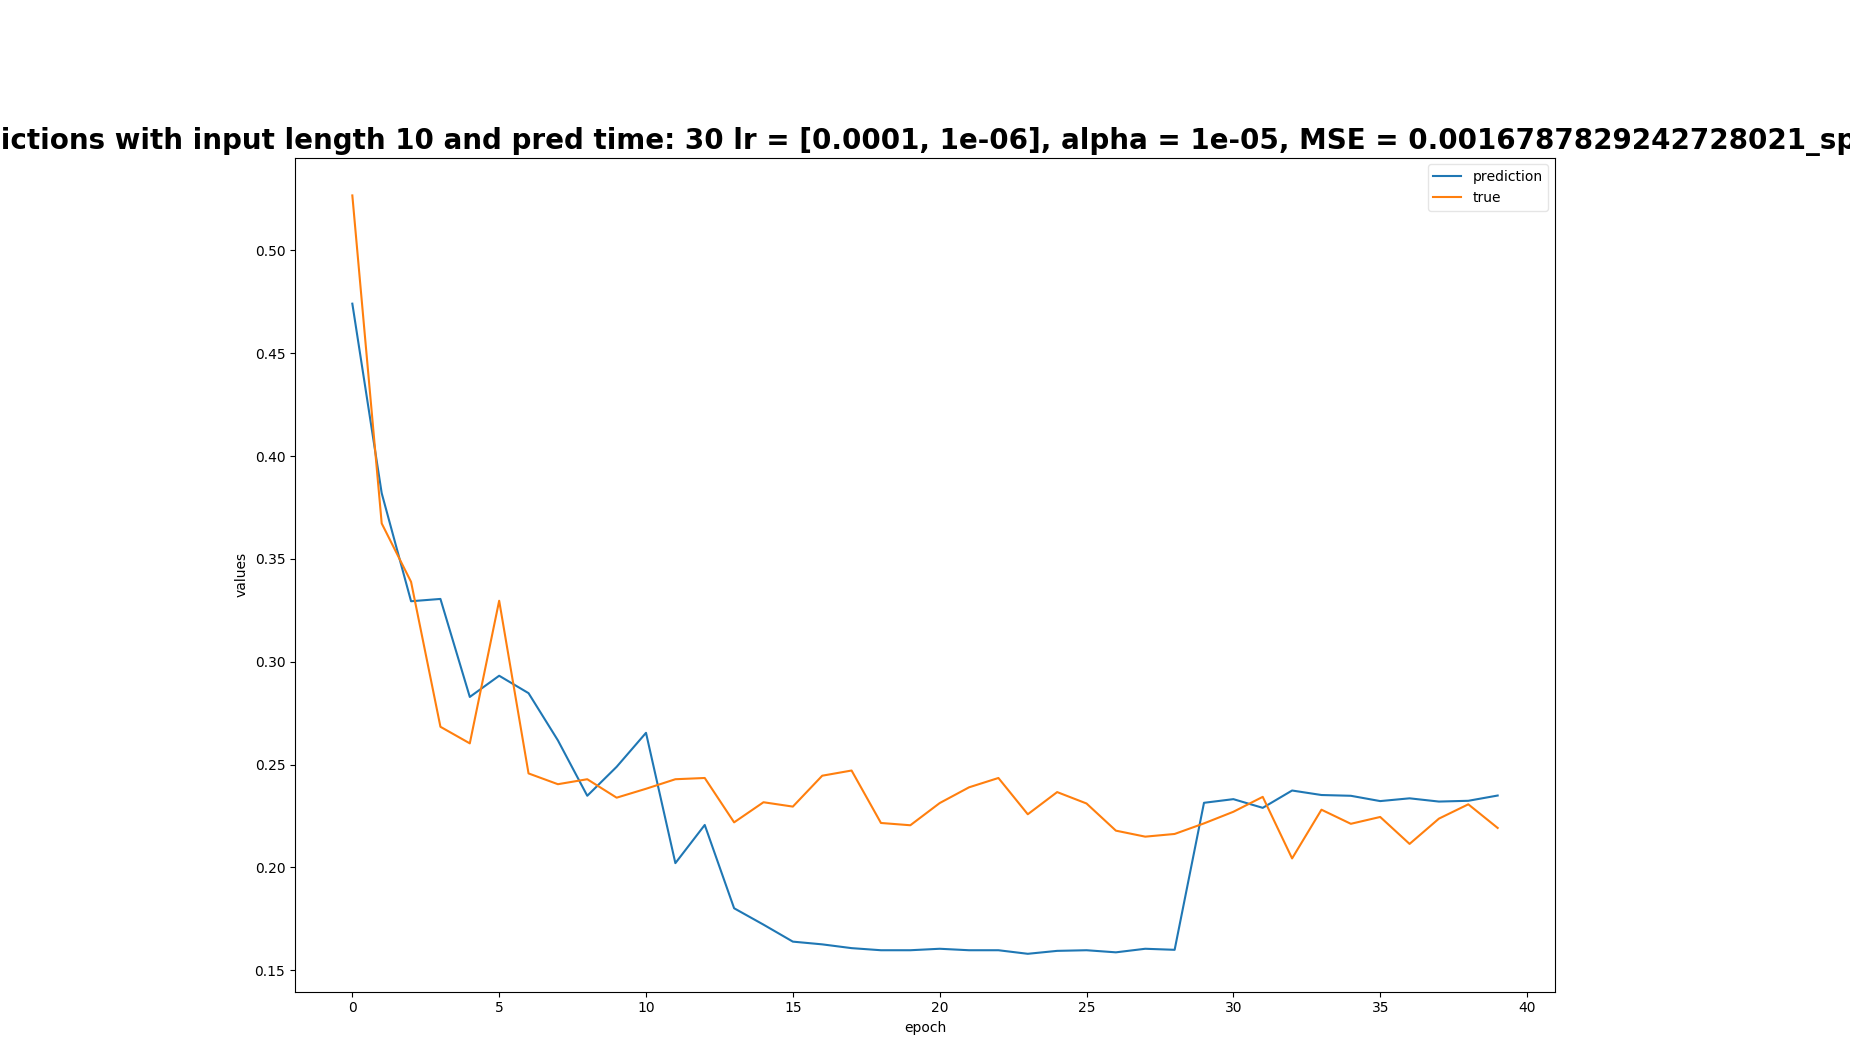 ictions with input length 10 and pred time: 30 lr = [0.0001, 1e-06], alpha = 1e-05, MSE = 0.0016787829242728021_sp
prediction
true
0.50
0.45
0.40
0.35
0.30
0.25
0.20
0.15
values
0 5 10 15 20 25 30 35 40
epoch